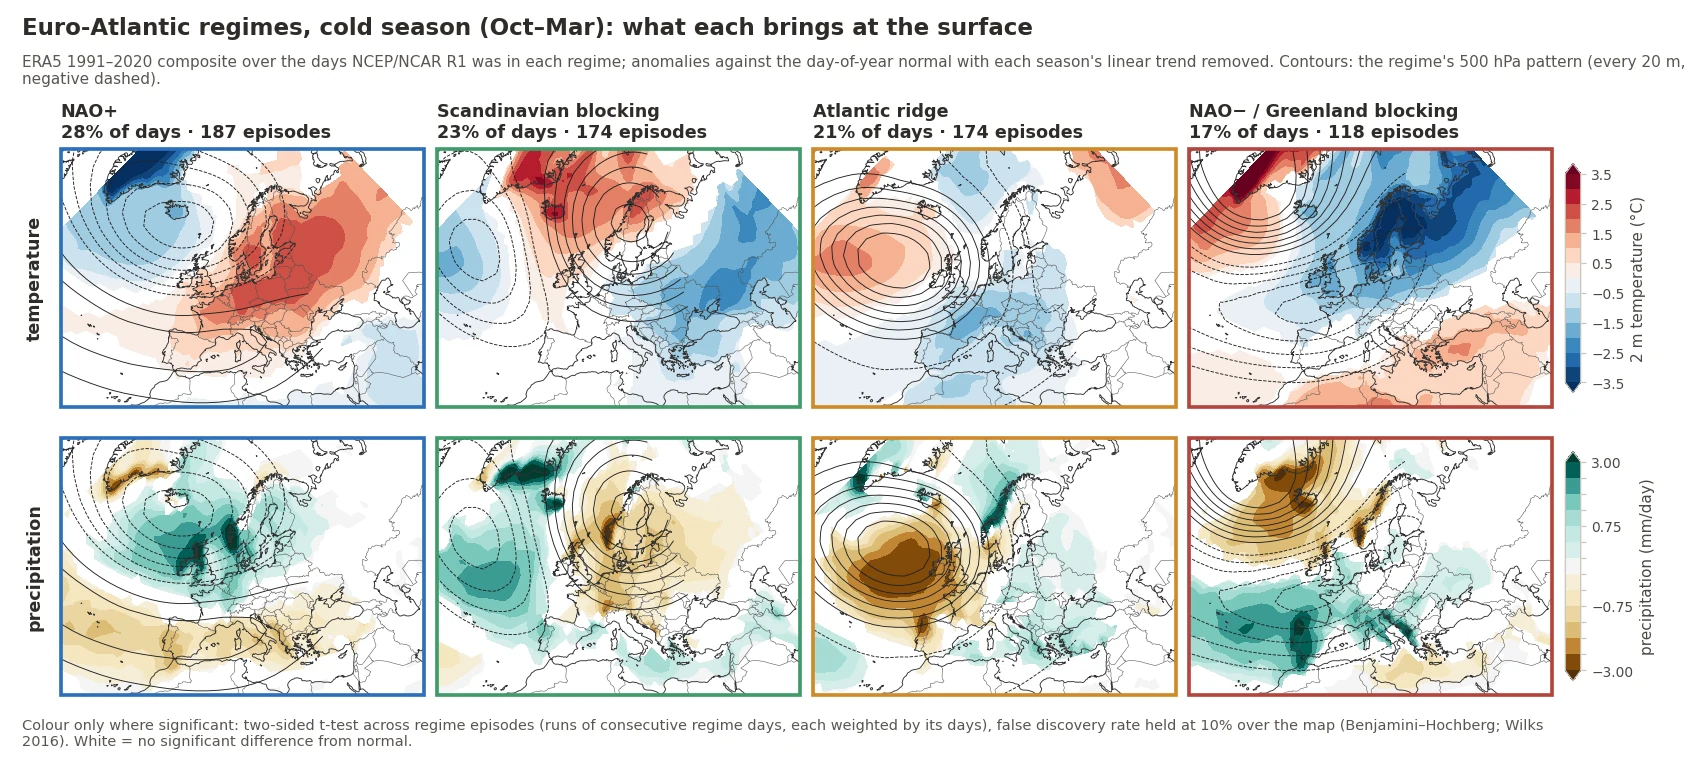 Euro-Atlantic regimes, cold season (Oct–Mar): what each brings at the surface
ERA5 1991–2020 composite over the days NCEP/NCAR R1 was in each regime; anomalies against the day-of-year normal with each season's linear trend removed. Contours: the regime's 500 hPa pattern (every 20 m,
negative dashed).
NAO+
28% of days · 187 episodes
Scandinavian blocking
23% of days · 174 episodes
Atlantic ridge
21% of days · 174 episodes
NAO− / Greenland blocking
17% of days · 118 episodes
temperature
3.5
2.5
1.5
0.5
−0.5
−1.5
−2.5
−3.5
2 m temperature (°C)
precipitation
3.00
0.75
−0.75
−3.00
precipitation (mm/day)
Colour only where significant: two-sided t-test across regime episodes (runs of consecutive regime days, each weighted by its days), false discovery rate held at 10% over the map (Benjamini–Hochberg; Wilks
2016). White = no significant difference from normal.